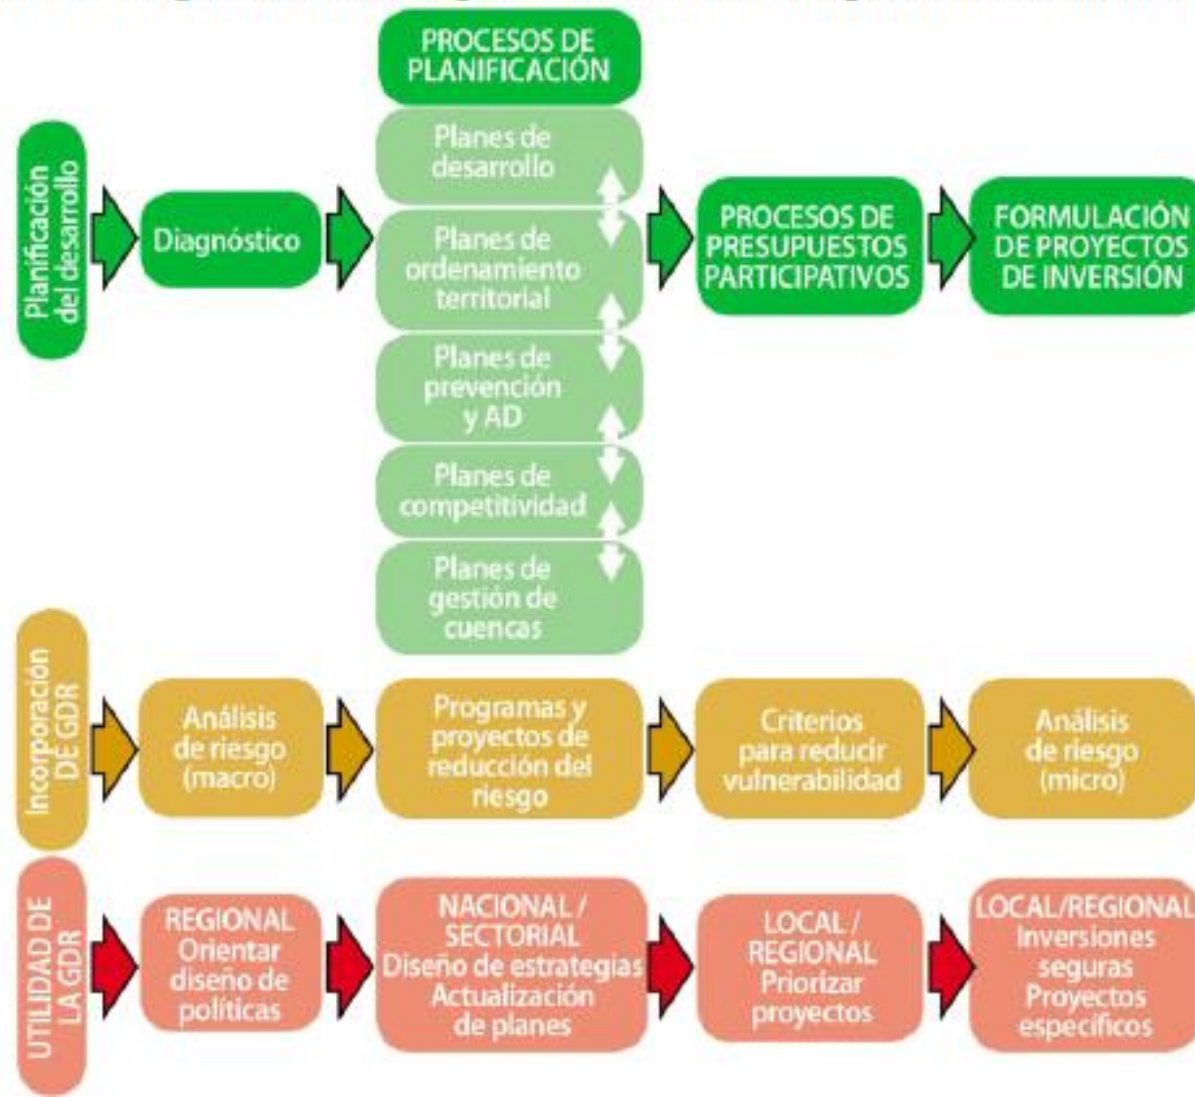 PROCESOS DE
PLANIFICACIÓN
Planificación
del desarrollo
Diagnóstico
Planes de
desarrollo
Planes de
ordenamiento
territorial
Planes de
prevención
y AD
Planes de
competitividad
Planes de
gestión de
cuencas
PROCESOS DE
PRESUPUESTOS
PARTICIPATIVOS
FORMULACIÓN
DE PROYECTOS
DE INVERSIÓN
Incorporación
DE GDR
Análisis
de riesgo
(macro)
Programas y
proyectos de
reducción del
riesgo
Criterios
para reducir
vulnerabilidad
Análisis
de riesgo
(micro)
UTILIDAD DE
LA GDR
REGIONAL
Orientar
diseño de
políticas
NACIONAL /
SECTORIAL
Diseño de estrategias
Actualización
de planes
LOCAL /
REGIONAL
Priorizar
proyectos
LOCAL/REGIONAL
Inversiones
seguras
Proyectos
específicos